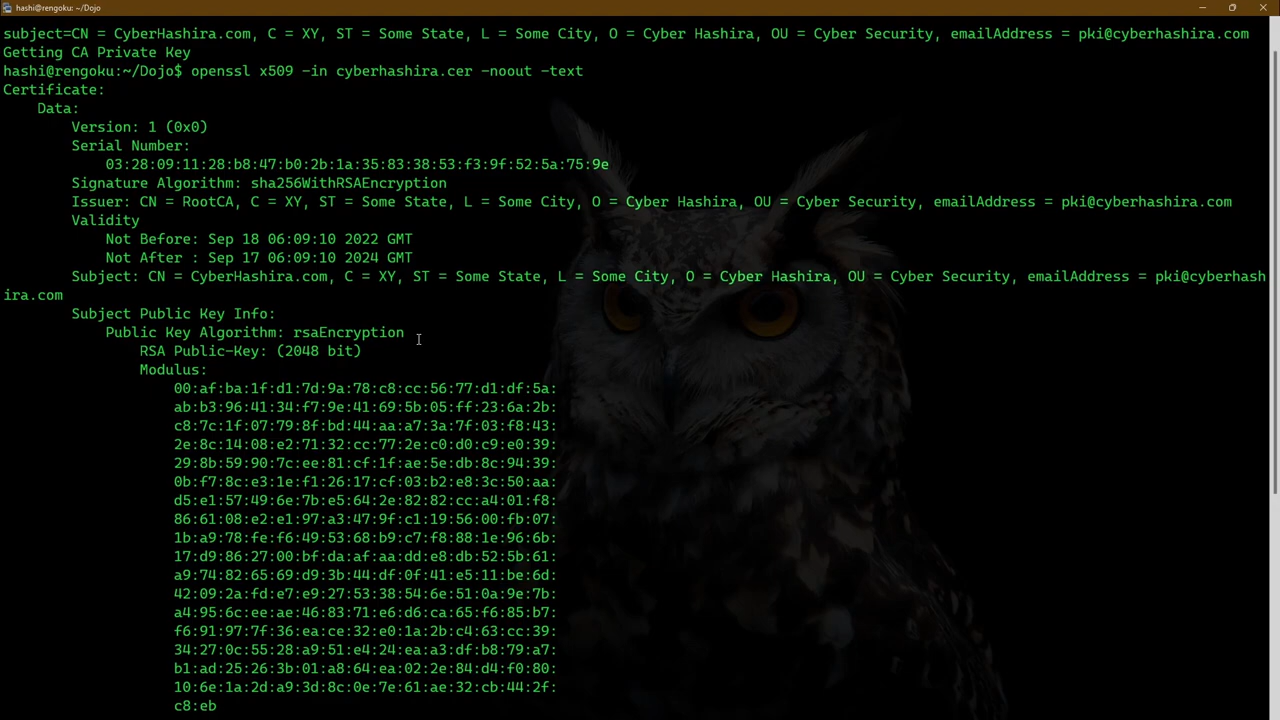 hashi@rengoku: ~/Dojo
subject=CN = CyberHashira.com, C = XY, ST = Some State, L = Some City, O = Cyber Hashira, OU = Cyber Security, emailAddress = pki@cyberhashira.com
Getting CA Private Key
hashi@rengoku:~/Dojo$ openssl x509 -in cyberhashira.cer -noout -text
Certificate:
    Data:
        Version: 1 (0x0)
        Serial Number:
            03:28:09:11:28:b8:47:b0:2b:1a:35:83:38:53:f3:9f:52:5a:75:9e
        Signature Algorithm: sha256WithRSAEncryption
        Issuer: CN = RootCA, C = XY, ST = Some State, L = Some City, O = Cyber Hashira, OU = Cyber Security, emailAddress = pki@cyberhashira.com
        Validity
            Not Before: Sep 18 06:09:10 2022 GMT
            Not After : Sep 17 06:09:10 2024 GMT
        Subject: CN = CyberHashira.com, C = XY, ST = Some State, L = Some City, O = Cyber Hashira, OU = Cyber Security, emailAddress = pki@cyberhash
ira.com
        Subject Public Key Info:
            Public Key Algorithm: rsaEncryption
                RSA Public-Key: (2048 bit)
                Modulus:
                    00:af:ba:1f:d1:7d:9a:78:c8:cc:56:77:d1:df:5a:
                    ab:b3:96:41:34:f7:9e:41:69:5b:05:ff:23:6a:2b:
                    c8:7c:1f:07:79:8f:bd:44:aa:a7:3a:7f:03:f8:43:
                    2e:8c:14:08:e2:71:32:cc:77:2e:c0:d0:c9:e0:39:
                    29:8b:59:90:7c:ee:81:cf:1f:ae:5e:db:8c:94:39:
                    0b:f7:8c:e3:1e:f1:26:17:cf:03:b2:e8:3c:50:aa:
                    d5:e1:57:49:6e:7b:e5:64:2e:82:82:cc:a4:01:f8:
                    86:61:08:e2:e1:97:a3:47:9f:c1:19:56:00:fb:07:
                    1b:a9:78:fe:f6:49:53:68:b9:c7:f8:88:1e:96:6b:
                    17:d9:86:27:00:bf:da:af:aa:dd:e8:db:52:5b:61:
                    a9:74:82:65:69:d9:3b:44:df:0f:41:e5:11:be:6d:
                    42:09:2a:fd:e7:e9:27:53:38:54:6e:51:0a:9e:7b:
                    a4:95:6c:ee:ae:46:83:71:e6:d6:ca:65:f6:85:b7:
                    f6:91:97:7f:36:ea:ce:32:e0:1a:2b:c4:63:cc:39:
                    34:27:0c:55:28:a9:51:e4:24:ea:a3:df:b8:79:a7:
                    b1:ad:25:26:3b:01:a8:64:ea:02:2e:84:d4:f0:80:
                    10:6e:1a:2d:a9:3d:8c:0e:7e:61:ae:32:cb:44:2f:
                    c8:eb